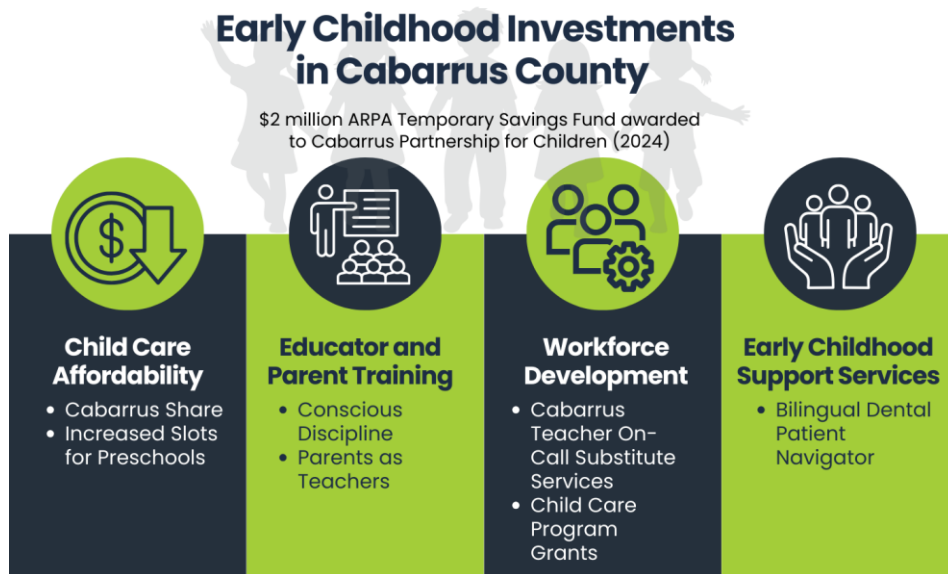 Early Childhood Investments
in Cabarrus County
$2 million ARPA Temporary Savings Fund awarded
to Cabarrus Partnership for Children (2024)
$
Child Care
Affordability
• Cabarrus Share
• Increased Slots
for Preschools
Educator and
Parent Training
• Conscious
Discipline
• Parents as
Teachers
Workforce
Development
• Cabarrus
Teacher On-
Call Substitute
Services
• Child Care
Program
Grants
Early Childhood
Support Services
• Bilingual Dental
Patient
Navigator